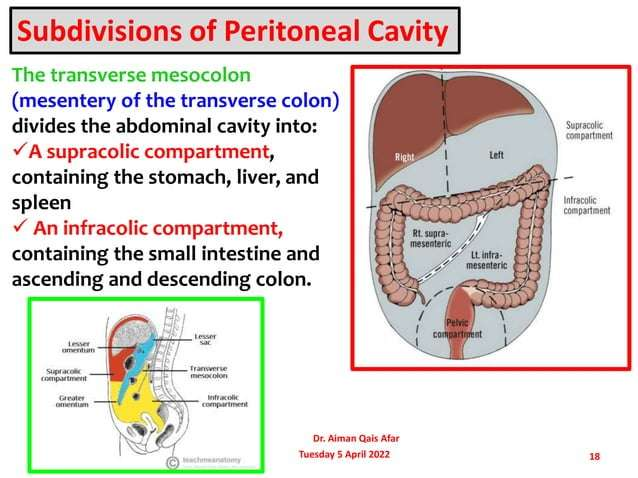 Subdivisions of Peritoneal Cavity
The transverse mesocolon
(mesentery of the transverse colon)
divides the abdominal cavity into:
✓A supracolic compartment,
containing the stomach, liver, and
spleen
✓ An infracolic compartment,
containing the small intestine and
ascending and descending colon.
Right
Left
Supracolic
compartment
Infracolic
compartment
Rt. supra-
mesenteric
Lt. infra-
mesenteric
Pelvic
compartment
Lesser
omentum
Supracolic
compartment
Greater
omentum
Lesser
sac
Transverse
mesocolon
Infracolic
compartment
teachmeanatomy
Dr. Aiman Qais Afar
Tuesday 5 April 2022
18